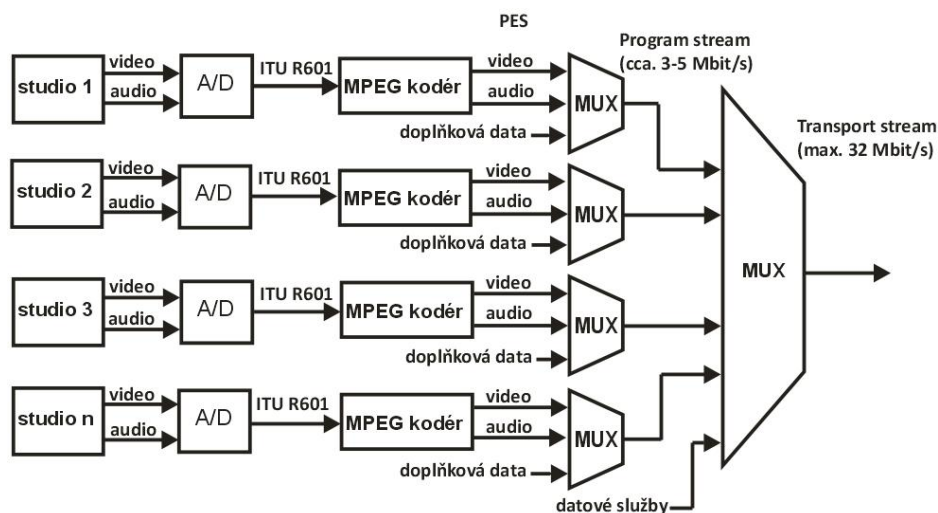 PES
Program stream
(cca. 3-5 Mbit/s)
Transport stream
(max. 32 Mbit/s)
studio 1
video
audio
A/D
ITU R601
MPEG kodér
video
audio
doplňková data
MUX
studio 2
video
audio
A/D
ITU R601
MPEG kodér
video
audio
doplňková data
MUX
studio 3
video
audio
A/D
ITU R601
MPEG kodér
video
audio
doplňková data
MUX
studio n
video
audio
A/D
ITU R601
MPEG kodér
video
audio
doplňková data
MUX
MUX
datové služby